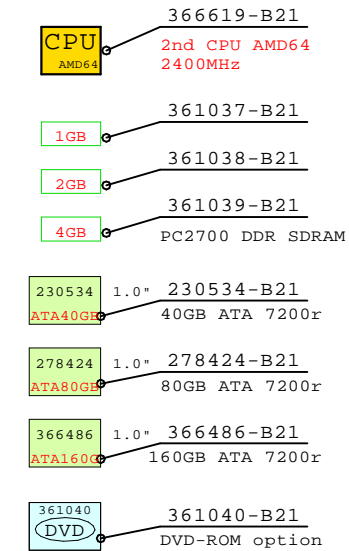 366619-B21
CPU
AMD64
2nd CPU AMD64
2400MHz
361037-B21
1GB
361038-B21
2GB
361039-B21
4GB
PC2700 DDR SDRAM
230534 1.0" 230534-B21
ATA40GB 40GB ATA 7200r
278424 1.0" 278424-B21
ATA80GB 80GB ATA 7200r
366486 1.0" 366486-B21
ATA160G 160GB ATA 7200r
361040 361040-B21
DVD DVD-ROM option